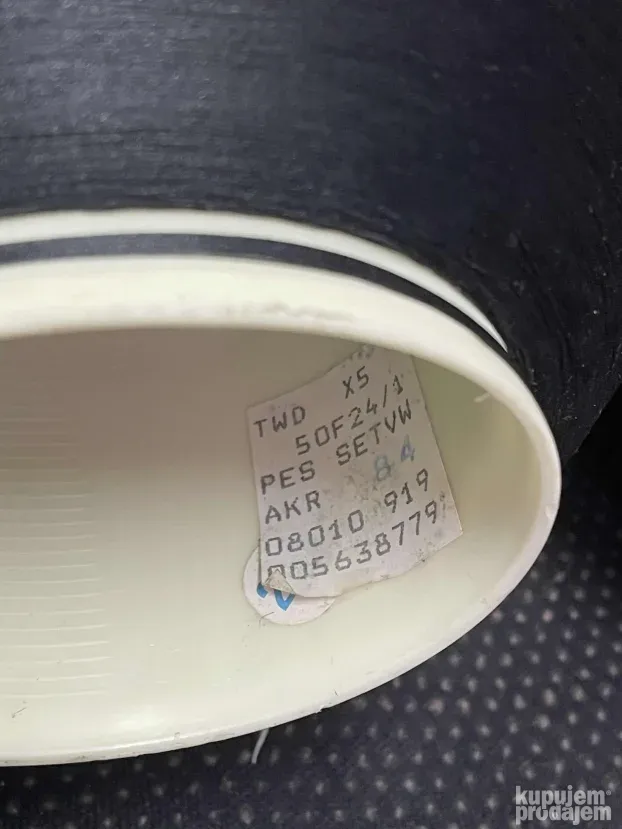 TWD X5
50F24/1
PES SETVW
AKR 84
08010 919
005638779
kupujem
prodajem